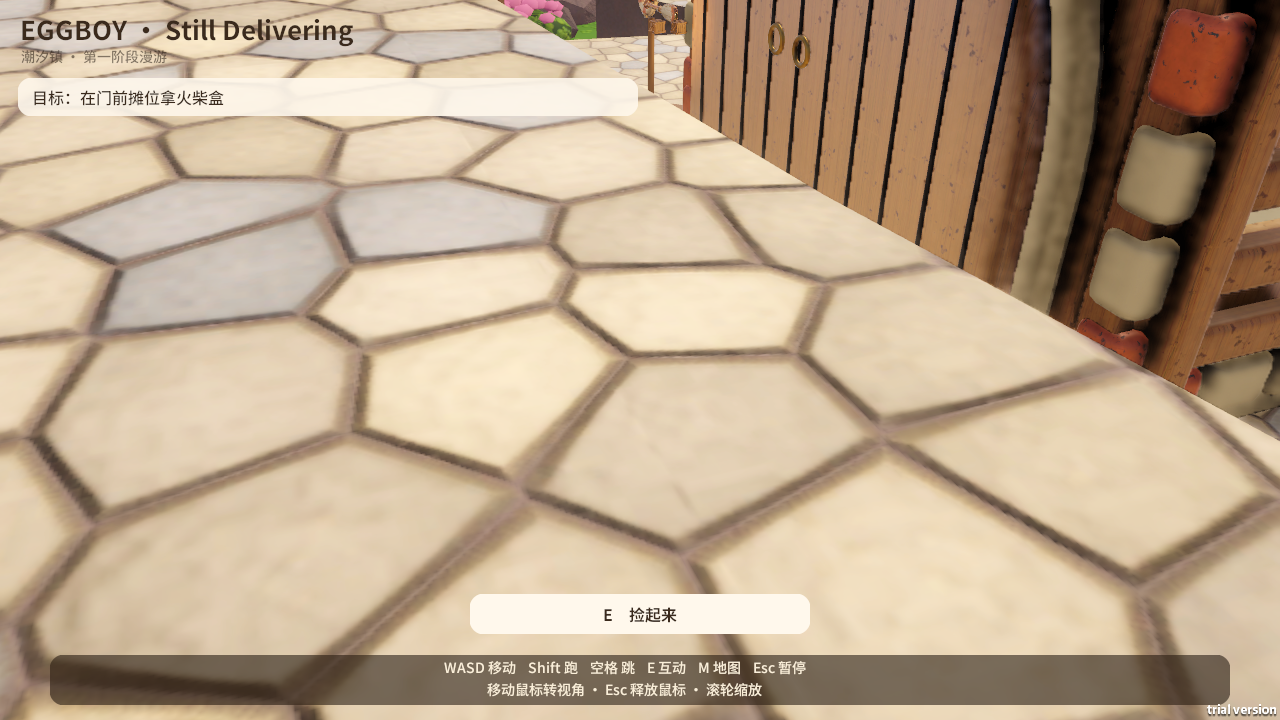 EGGBOY · Still Delivering
潮汐镇 · 第一阶段漫游
目标：在门前摊位拿火柴盒
E 捡起来
WASD 移动 Shift 跑 空格 跳 E 互动 M 地图 Esc 暂停
移动鼠标转视角 · Esc 释放鼠标 · 滚轮缩放
trial version